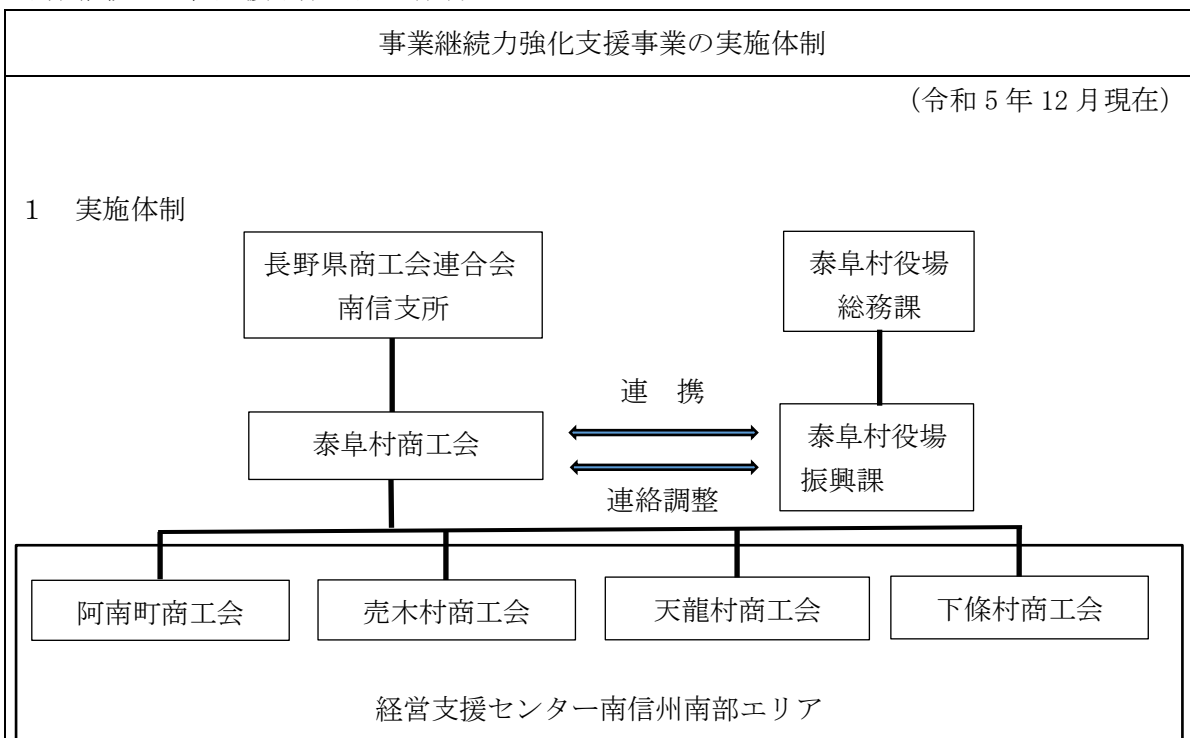 事業継続力強化支援事業の実施体制
(令和5年12月現在)
1 実施体制
長野県商工会連合会
南信支所
泰阜村役場
総務課
連 携
泰阜村商工会
泰阜村役場
振興課
連絡調整
阿南町商工会
売木村商工会
天龍村商工会
下條村商工会
経営支援センター南信州南部エリア